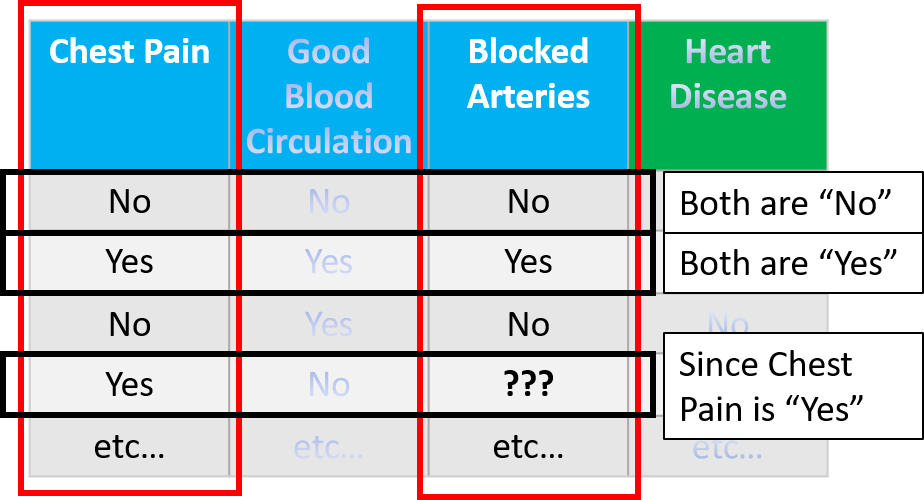 Chest Pain
Good
Blood
Circulation
Blocked
Arteries
Heart
Disease
No
No
No
Both are “No”
Yes
Yes
Yes
Both are “Yes”
No
Yes
No
No
Yes
No
???
Since Chest
Pain is “Yes”
etc…
etc…
etc…
etc…